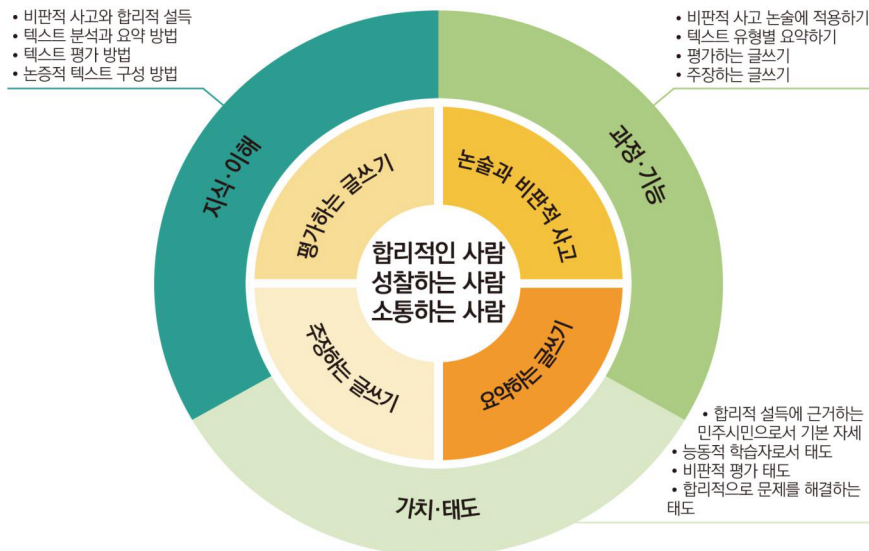 • 비판적 사고와 합리적 설득
• 텍스트 분석과 요약 방법
• 텍스트 평가 방법
• 논증적 텍스트 구성 방법
• 비판적 사고 논술에 적용하기
• 텍스트 유형별 요약하기
• 평가하는 글쓰기
• 주장하는 글쓰기
지식·이해
과정·기능
평가하는 글쓰기
논술과 비판적 사고
합리적인 사람
성찰하는 사람
소통하는 사람
주장하는 글쓰기
요약하는 글쓰기
가치·태도
• 합리적 설득에 근거하는
민주시민으로서 기본 자세
• 능동적 학습자로서 태도
• 비판적 평가 태도
• 합리적으로 문제를 해결하는
태도